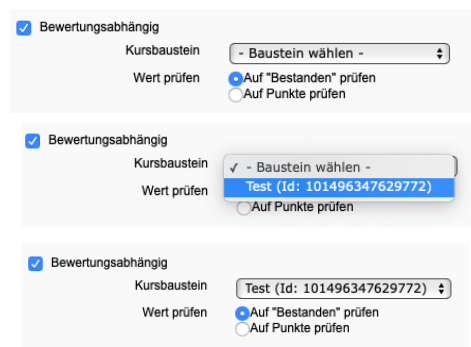 Bewertungsabhängig
Kursbaustein - Baustein wählen -
Wert prüfen Auf "Bestanden" prüfen
Auf Punkte prüfen
Bewertungsabhängig
Kursbaustein ✓ - Baustein wählen -
Test (Id: 101496347629772)
Wert prüfen
Auf Punkte prüfen
Bewertungsabhängig
Kursbaustein Test (Id: 101496347629772)
Wert prüfen Auf "Bestanden" prüfen
Auf Punkte prüfen